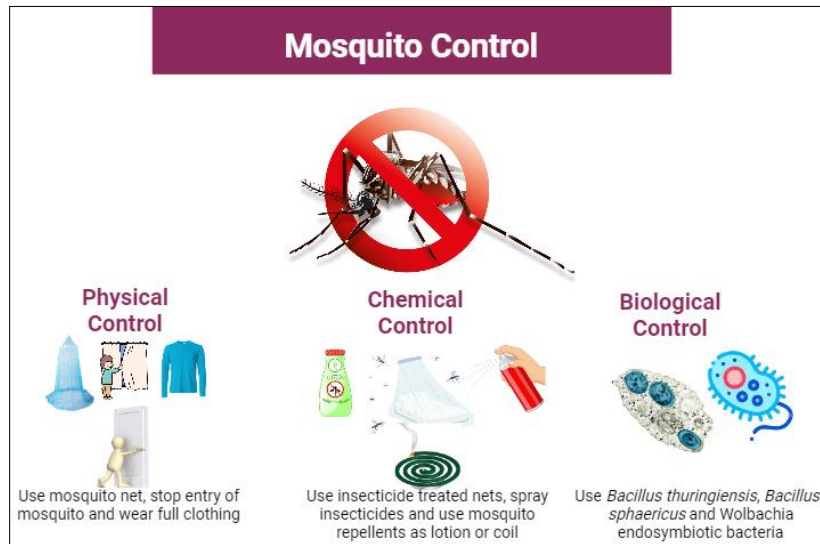 Mosquito Control
Physical
Control
Use mosquito net, stop entry of
mosquito and wear full clothing
Chemical
Control
Use insecticide treated nets, spray
insecticides and use mosquito
repellents as lotion or coil
Biological
Control
Use Bacillus thuringiensis, Bacillus
sphaericus and Wolbachia
endosymbiotic bacteria